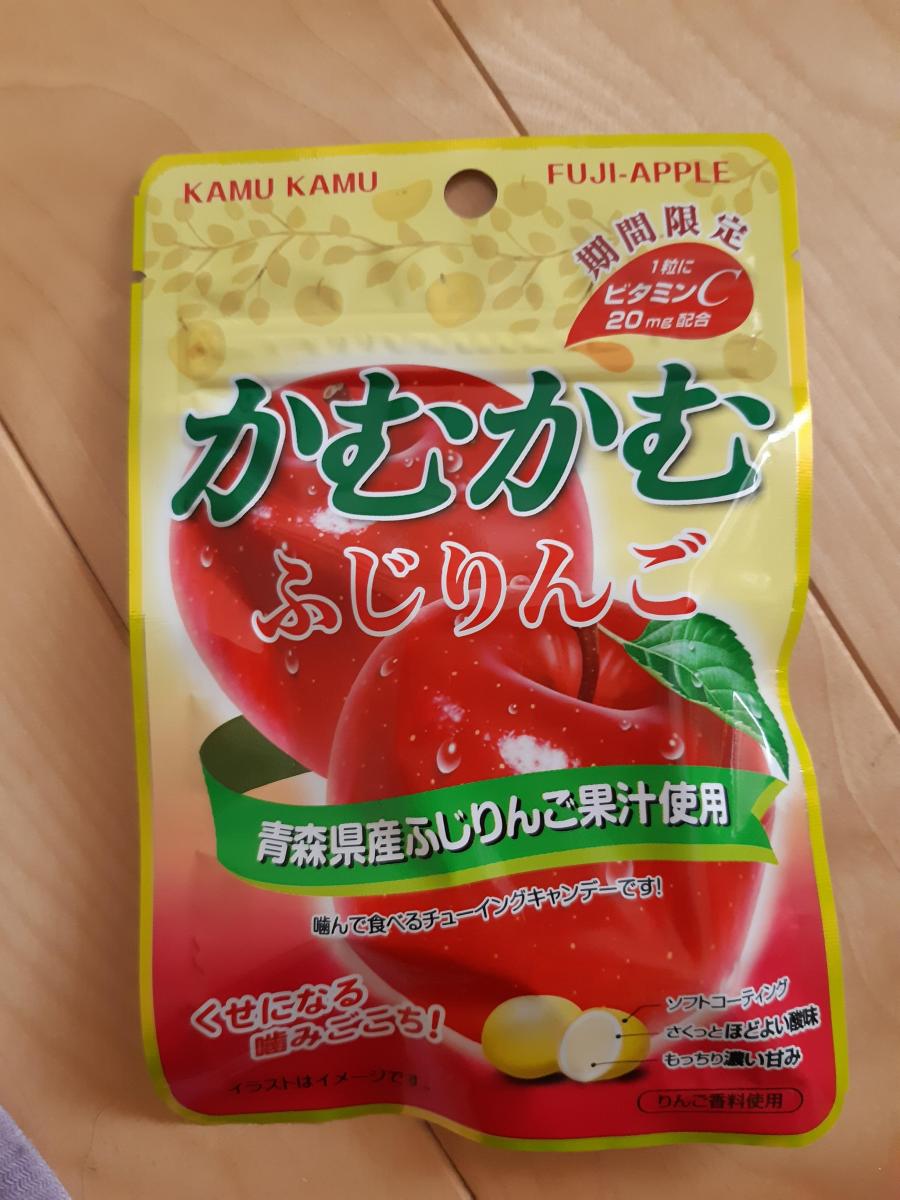 KAMU KAMU
FUJI-APPLE
期間限定
1粒に
ビタミンC
20mg配合
かむかむ
ふじりんご
青森県産ふじりんご果汁使用
噛んで食べるチューイングキャンデーです!
くせになる
噛みごこち!
ソフトコーティング
さくっとほどよい酸味
もっちり濃い甘み
イラストはイメージです。
りんご香料使用